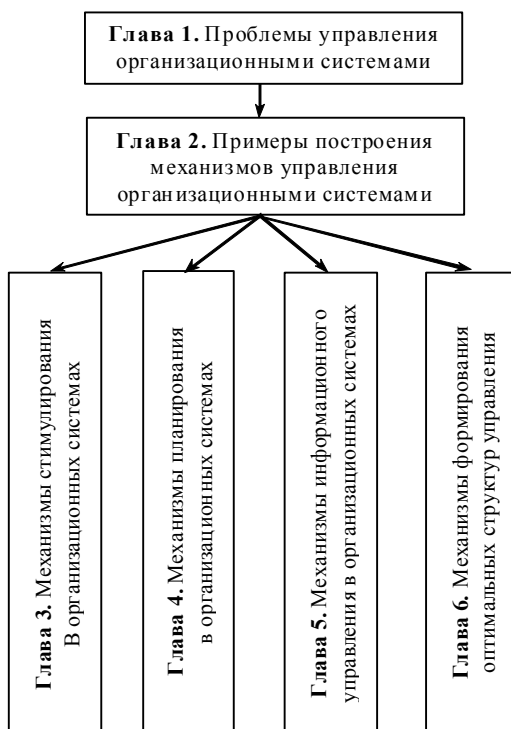 Глава 1. Проблемы управления
организационными системами
Глава 2. Примеры построения
механизмов управления
организационными системами
Глава 3. Механизмы стимулирования
В организационных системах
Глава 4. Механизмы планирования
в организационных системах
Глава 5. Механизмы информационного
управления в организационных системах
Глава 6. Механизмы формирования
оптимальных структур управления